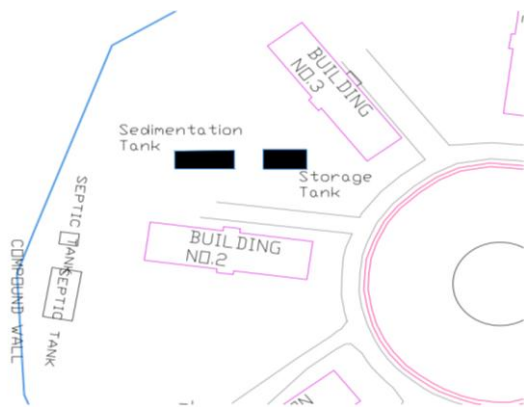 BUILDING
NO.3
Sedimentation
Tank
Storage
Tank
SEPTIC TANK
BUILDING
NO.2
COMPOUND WALL
SEPTIC TANK